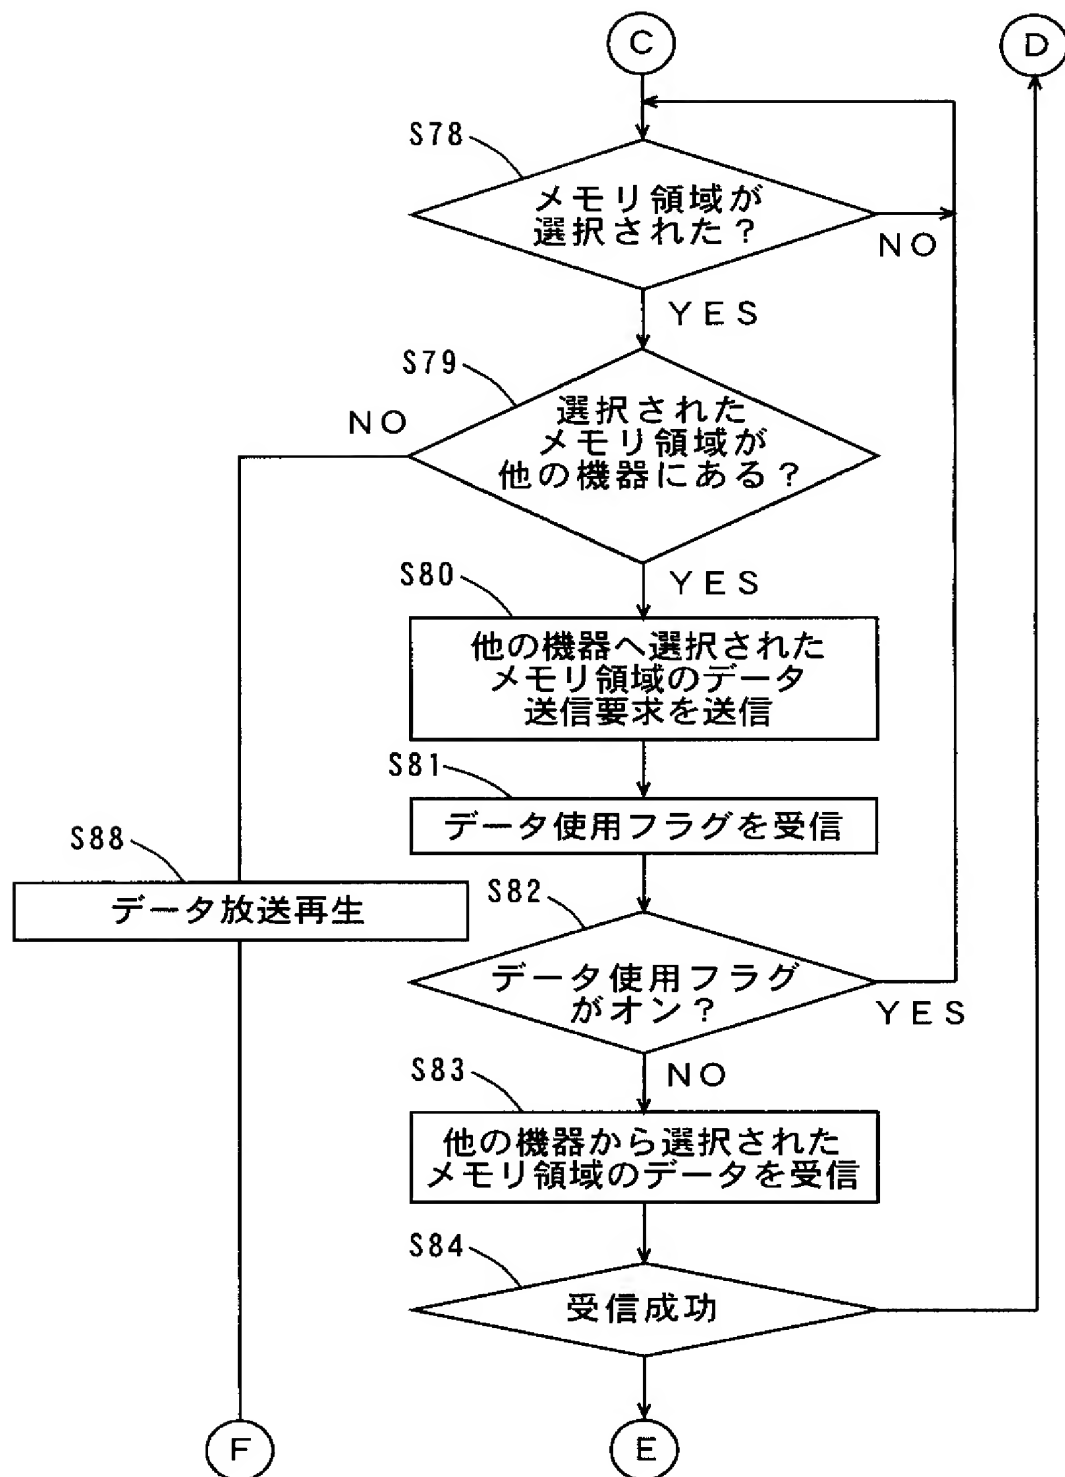 C
D
S78
メモリ領域が
選択された?
NO
YES
S79
NO
選択された
メモリ領域が
他の機器にある?
YES
S80
他の機器へ選択された
メモリ領域のデータ
送信要求を送信
S81
データ使用フラグを受信
S88
データ放送再生
S82
データ使用フラグ
がオン?
YES
NO
S83
他の機器から選択された
メモリ領域のデータを受信
S84
受信成功
F
E